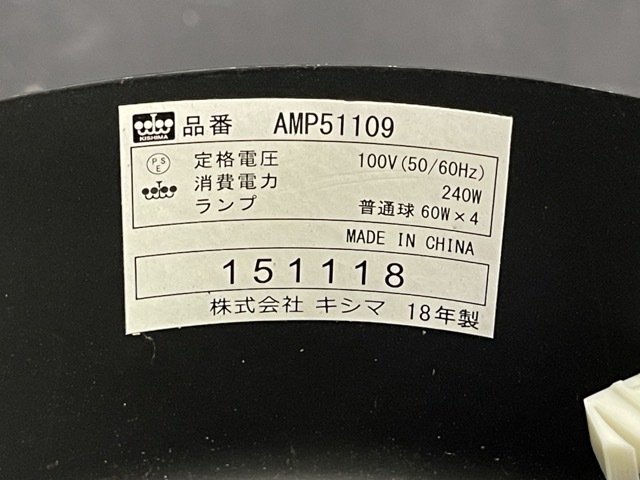 KISHIMA 品番 AMP51109
PSE 定格電圧 100V(50/60Hz)
消費電力 240W
ランプ 普通球 60W×4
MADE IN CHINA
151118
株式会社 キシマ 18年製